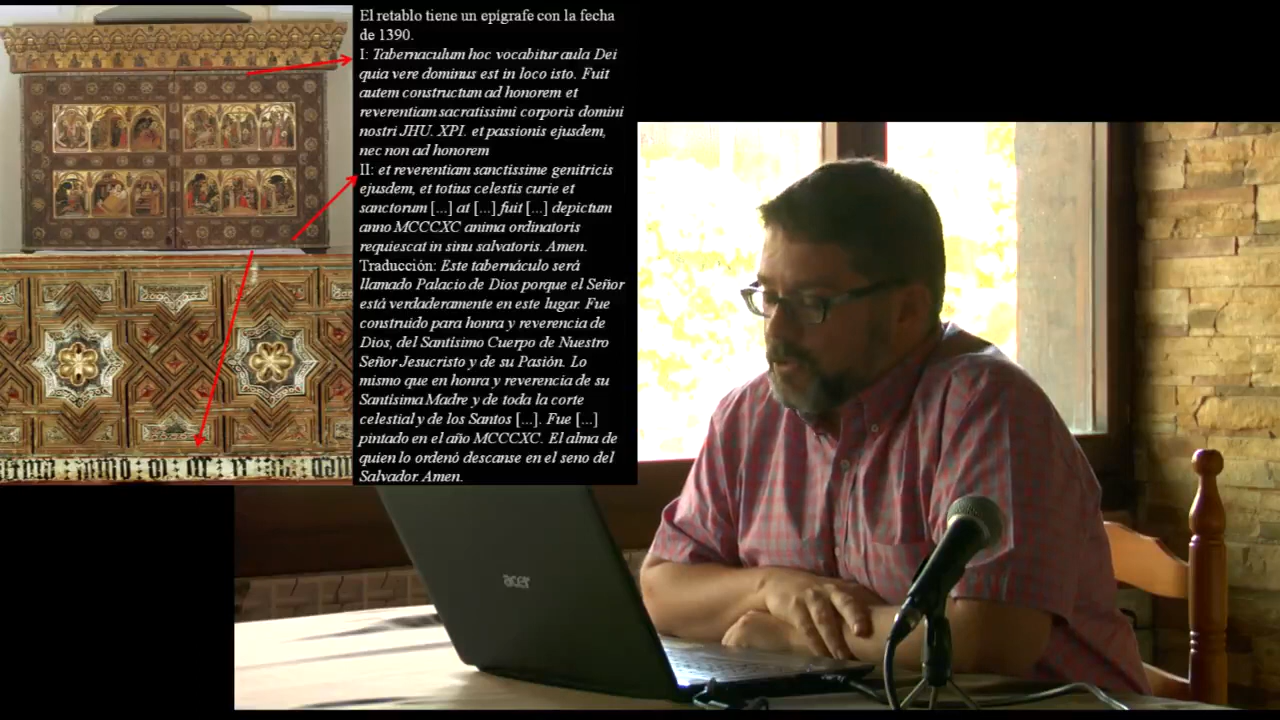 El retablo tiene un epígrafe con la fecha
de 1390.
I: Tabernaculum hoc vocabitur aula Dei
quia vere dominus est in loco isto. Fuit
autem constructum ad honorem et
reverentiam sacratissimi corporis domini
nostri JHU. XPI. et passionis ejusdem,
nec non ad honorem
II: et reverentiam sanctissime genitricis
ejusdem, et totius celestis curie et
sanctorum [...] at [...] fuit [...] depictum
anno MCCCXC anima ordinatoris
requiescat in sinu salvatoris. Amen.
Traducción: Este tabernáculo será
llamado Palacio de Dios porque el Señor
está verdaderamente en este lugar. Fue
construido para honra y reverencia de
Dios, del Santísimo Cuerpo de Nuestro
Señor Jesucristo y de su Pasión. Lo
mismo que en honra y reverencia de su
Santísima Madre y de toda la corte
celestial y de los Santos [...]. Fue [...]
pintado en el año MCCCXC. El alma de
quien lo ordenó descanse en el seno del
Salvador. Amen.
acer